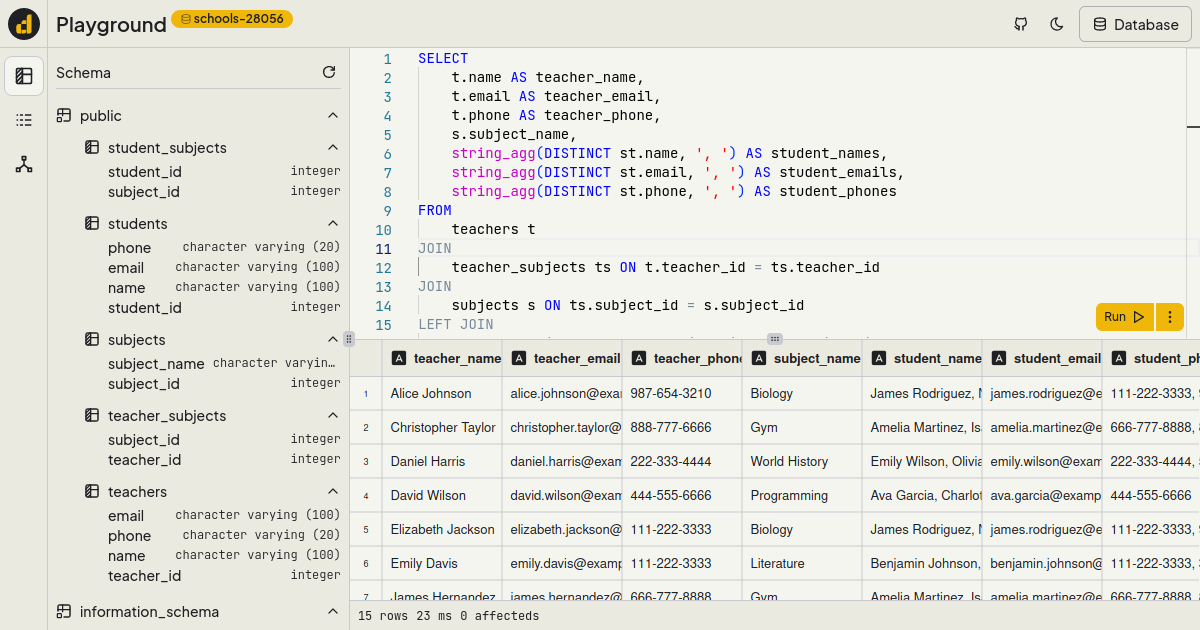 Playground schools-28056
Database
Schema
public
student_subjects
student_id integer
subject_id integer
students
phone character varying (20)
email character varying (100)
name character varying (100)
student_id integer
subjects
subject_name character varyin…
subject_id integer
teacher_subjects
subject_id integer
teacher_id integer
teachers
email character varying (100)
phone character varying (20)
name character varying (100)
teacher_id integer
information_schema
1 SELECT
2 t.name AS teacher_name,
3 t.email AS teacher_email,
4 t.phone AS teacher_phone,
5 s.subject_name,
6 string_agg(DISTINCT st.name, ', ') AS student_names,
7 string_agg(DISTINCT st.email, ', ') AS student_emails,
8 string_agg(DISTINCT st.phone, ', ') AS student_phones
9 FROM
10 teachers t
11 JOIN
12 teacher_subjects ts ON t.teacher_id = ts.teacher_id
13 JOIN
14 subjects s ON ts.subject_id = s.subject_id
15 LEFT JOIN
Run
A teacher_name A teacher_email A teacher_phone A subject_name A student_name A student_email A student_ph
1 Alice Johnson alice.johnson@exa 987-654-3210 Biology James Rodriguez, james.rodriguez@e 111-222-3333,
2 Christopher Taylor christopher.taylor@ 888-777-6666 Gym Amelia Martinez, Is amelia.martinez@e 666-777-8888,
3 Daniel Harris daniel.harris@exam 222-333-4444 World History Emily Wilson, Olivia emily.wilson@exam 222-333-4444,
4 David Wilson david.wilson@exam 444-555-6666 Programming Ava Garcia, Charlot ava.garcia@examp 444-555-6666
5 Elizabeth Jackson elizabeth.jackson@ 111-222-3333 Biology James Rodriguez, james.rodriguez@e 111-222-3333,
6 Emily Davis emily.davis@examp 111-222-3333 Literature Benjamin Johnson, benjamin.johnson@ 111-222-3333,
7 James Hernandez james.hernandez@ 666-777-8888 Gym Amelia Martinez, Is amelia.martinez@e 666-777-8888,
15 rows 23 ms 0 affecteds